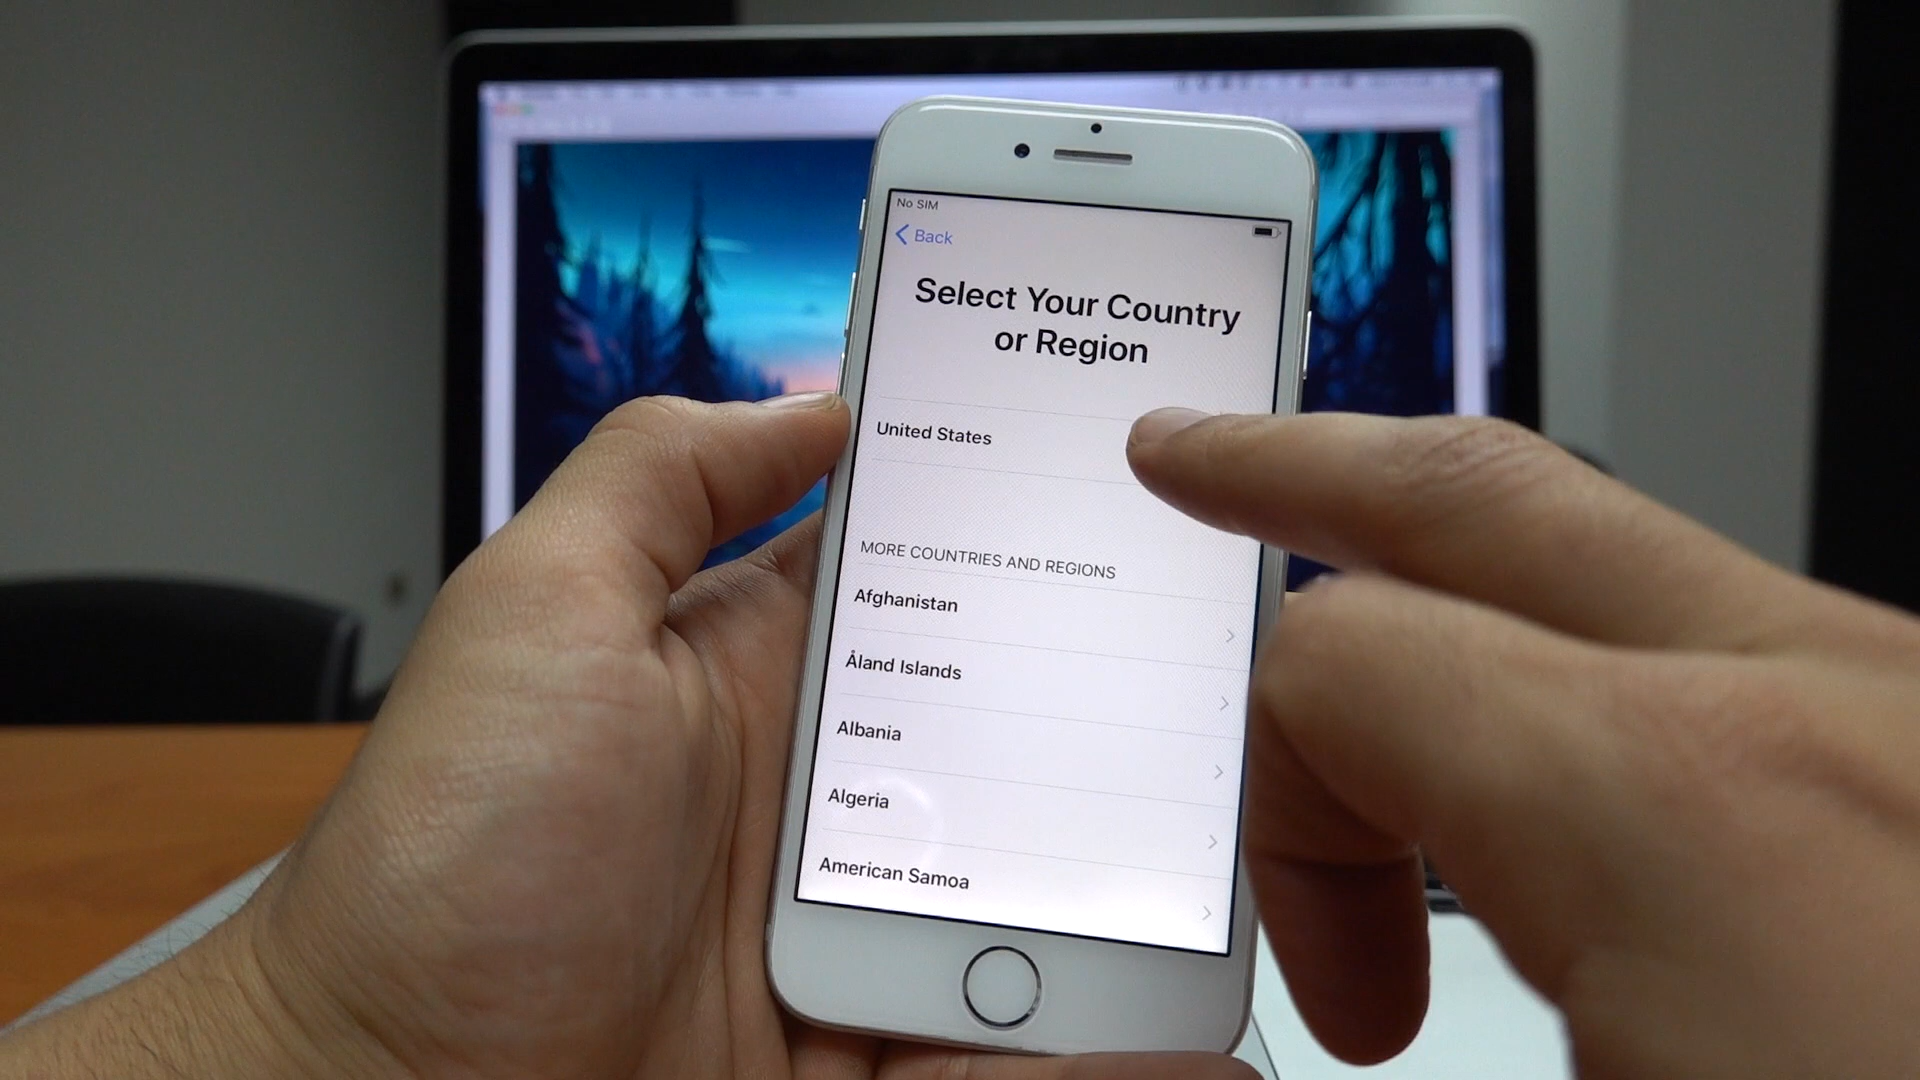 No SIM
Back
Select Your Country
or Region
United States
MORE COUNTRIES AND REGIONS
Afghanistan
Åland Islands
Albania
Algeria
American Samoa